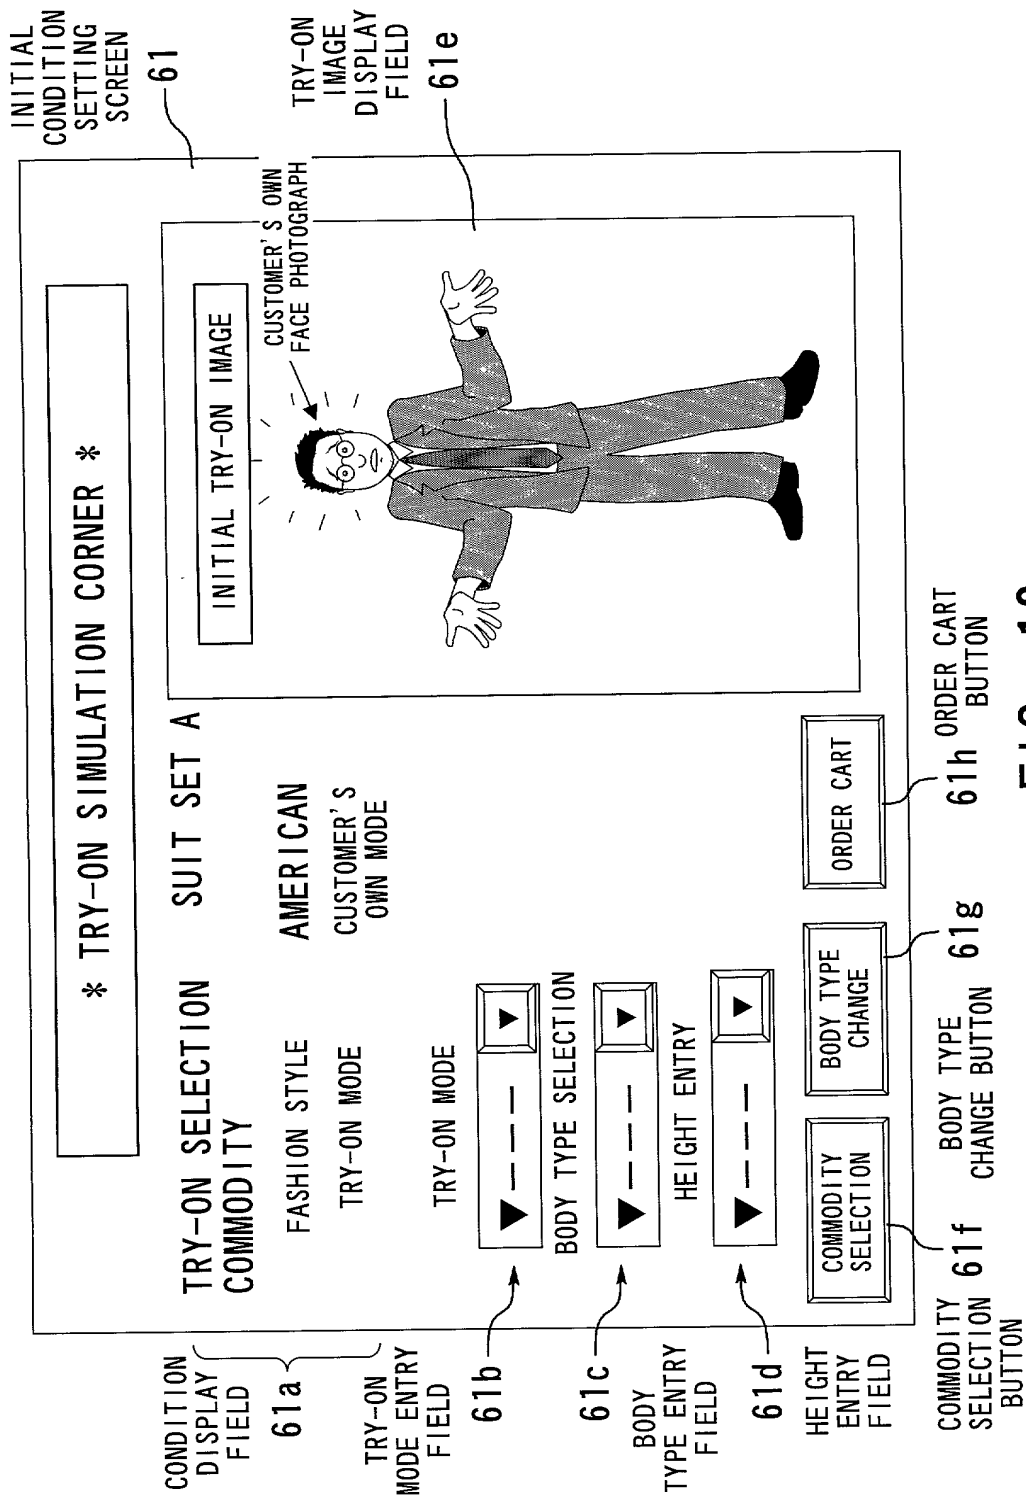 INITIAL
CONDITION
SETTING
SCREEN
61
* TRY-ON SIMULATION CORNER *
TRY-ON SELECTION
COMMODITY
SUIT SET A
FASHION STYLE
AMERICAN
TRY-ON MODE
CUSTOMER'S
OWN MODE
TRY-ON MODE
BODY TYPE SELECTION
HEIGHT ENTRY
COMMODITY
SELECTION
BODY TYPE
CHANGE
ORDER CART
INITIAL TRY-ON IMAGE
CUSTOMER'S OWN
FACE PHOTOGRAPH
TRY-ON
IMAGE
DISPLAY
FIELD
61e
CONDITION
DISPLAY
FIELD
61a
TRY-ON
MODE ENTRY
FIELD
61b
61c
BODY
TYPE ENTRY
FIELD
61d
HEIGHT
ENTRY
FIELD
COMMODITY
SELECTION
BUTTON
61f
BODY TYPE
CHANGE BUTTON
61g
61h
ORDER CART
BUTTON